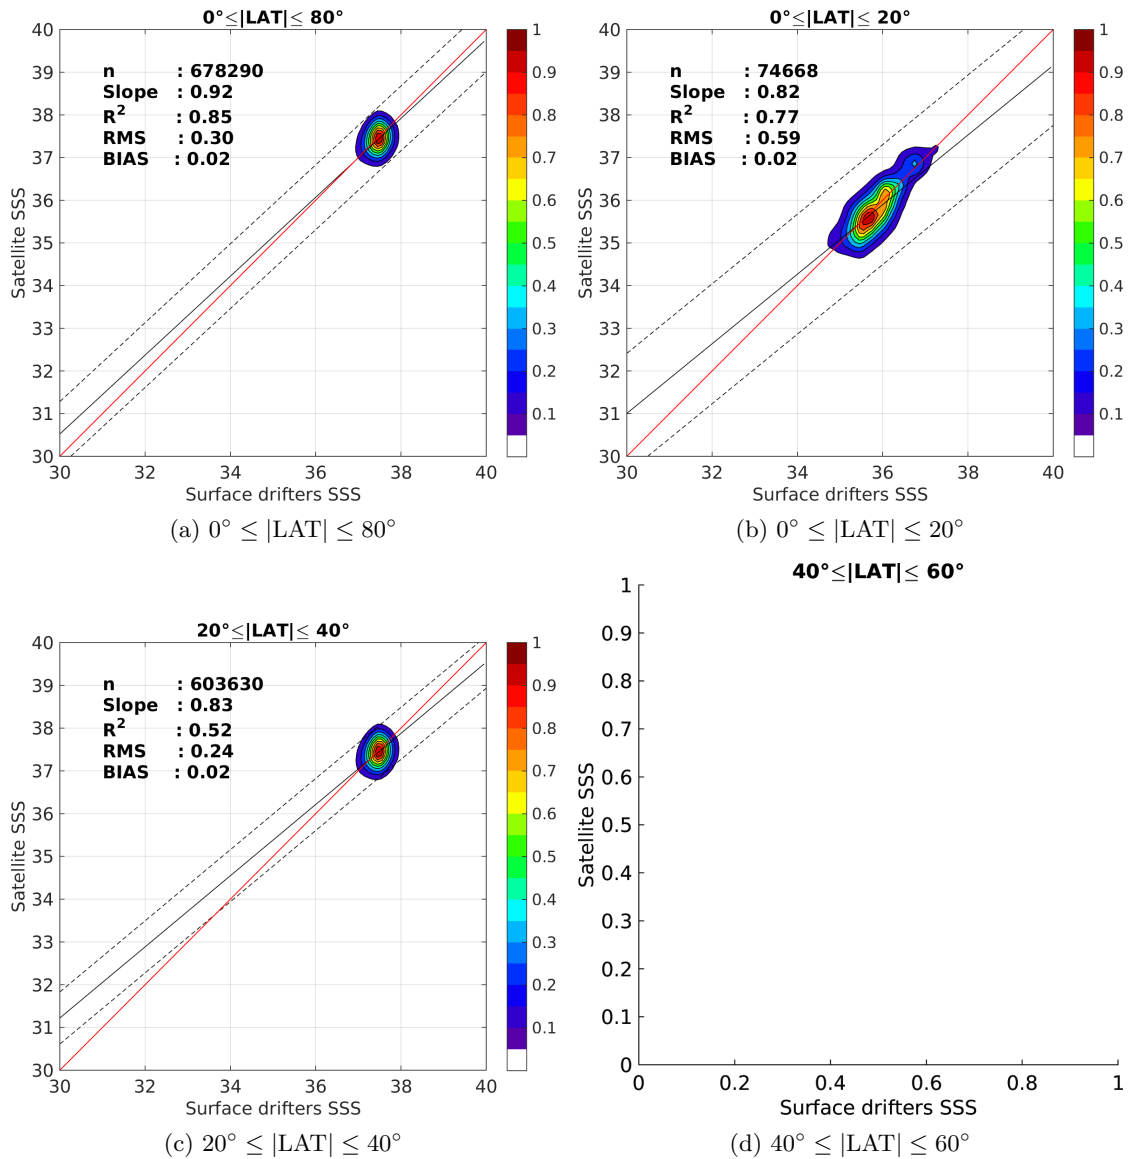 0°≤|LAT|≤ 80°
n : 678290
Slope : 0.92
R2 : 0.85
RMS : 0.30
BIAS : 0.02
40
39
38
37
36
35
34
33
32
31
30
30 32 34 36 38 40
Satellite SSS
Surface drifters SSS
1
0.9
0.8
0.7
0.6
0.5
0.4
0.3
0.2
0.1
(a) 0° ≤ |LAT| ≤ 80°
0°≤|LAT|≤ 20°
n : 74668
Slope : 0.82
R2 : 0.77
RMS : 0.59
BIAS : 0.02
40
39
38
37
36
35
34
33
32
31
30
30 32 34 36 38 40
Satellite SSS
Surface drifters SSS
1
0.9
0.8
0.7
0.6
0.5
0.4
0.3
0.2
0.1
(b) 0° ≤ |LAT| ≤ 20°
20°≤|LAT|≤ 40°
n : 603630
Slope : 0.83
R2 : 0.52
RMS : 0.24
BIAS : 0.02
40
39
38
37
36
35
34
33
32
31
30
30 32 34 36 38 40
Satellite SSS
Surface drifters SSS
1
0.9
0.8
0.7
0.6
0.5
0.4
0.3
0.2
0.1
(c) 20° ≤ |LAT| ≤ 40°
40°≤|LAT|≤ 60°
1
0.9
0.8
0.7
0.6
0.5
0.4
0.3
0.2
0.1
0
0 0.2 0.4 0.6 0.8 1
Satellite SSS
Surface drifters SSS
(d) 40° ≤ |LAT| ≤ 60°